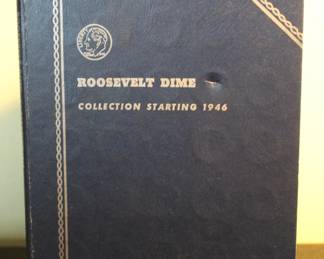 ROOSEVELT DIME
COLLECTION STARTING 1946